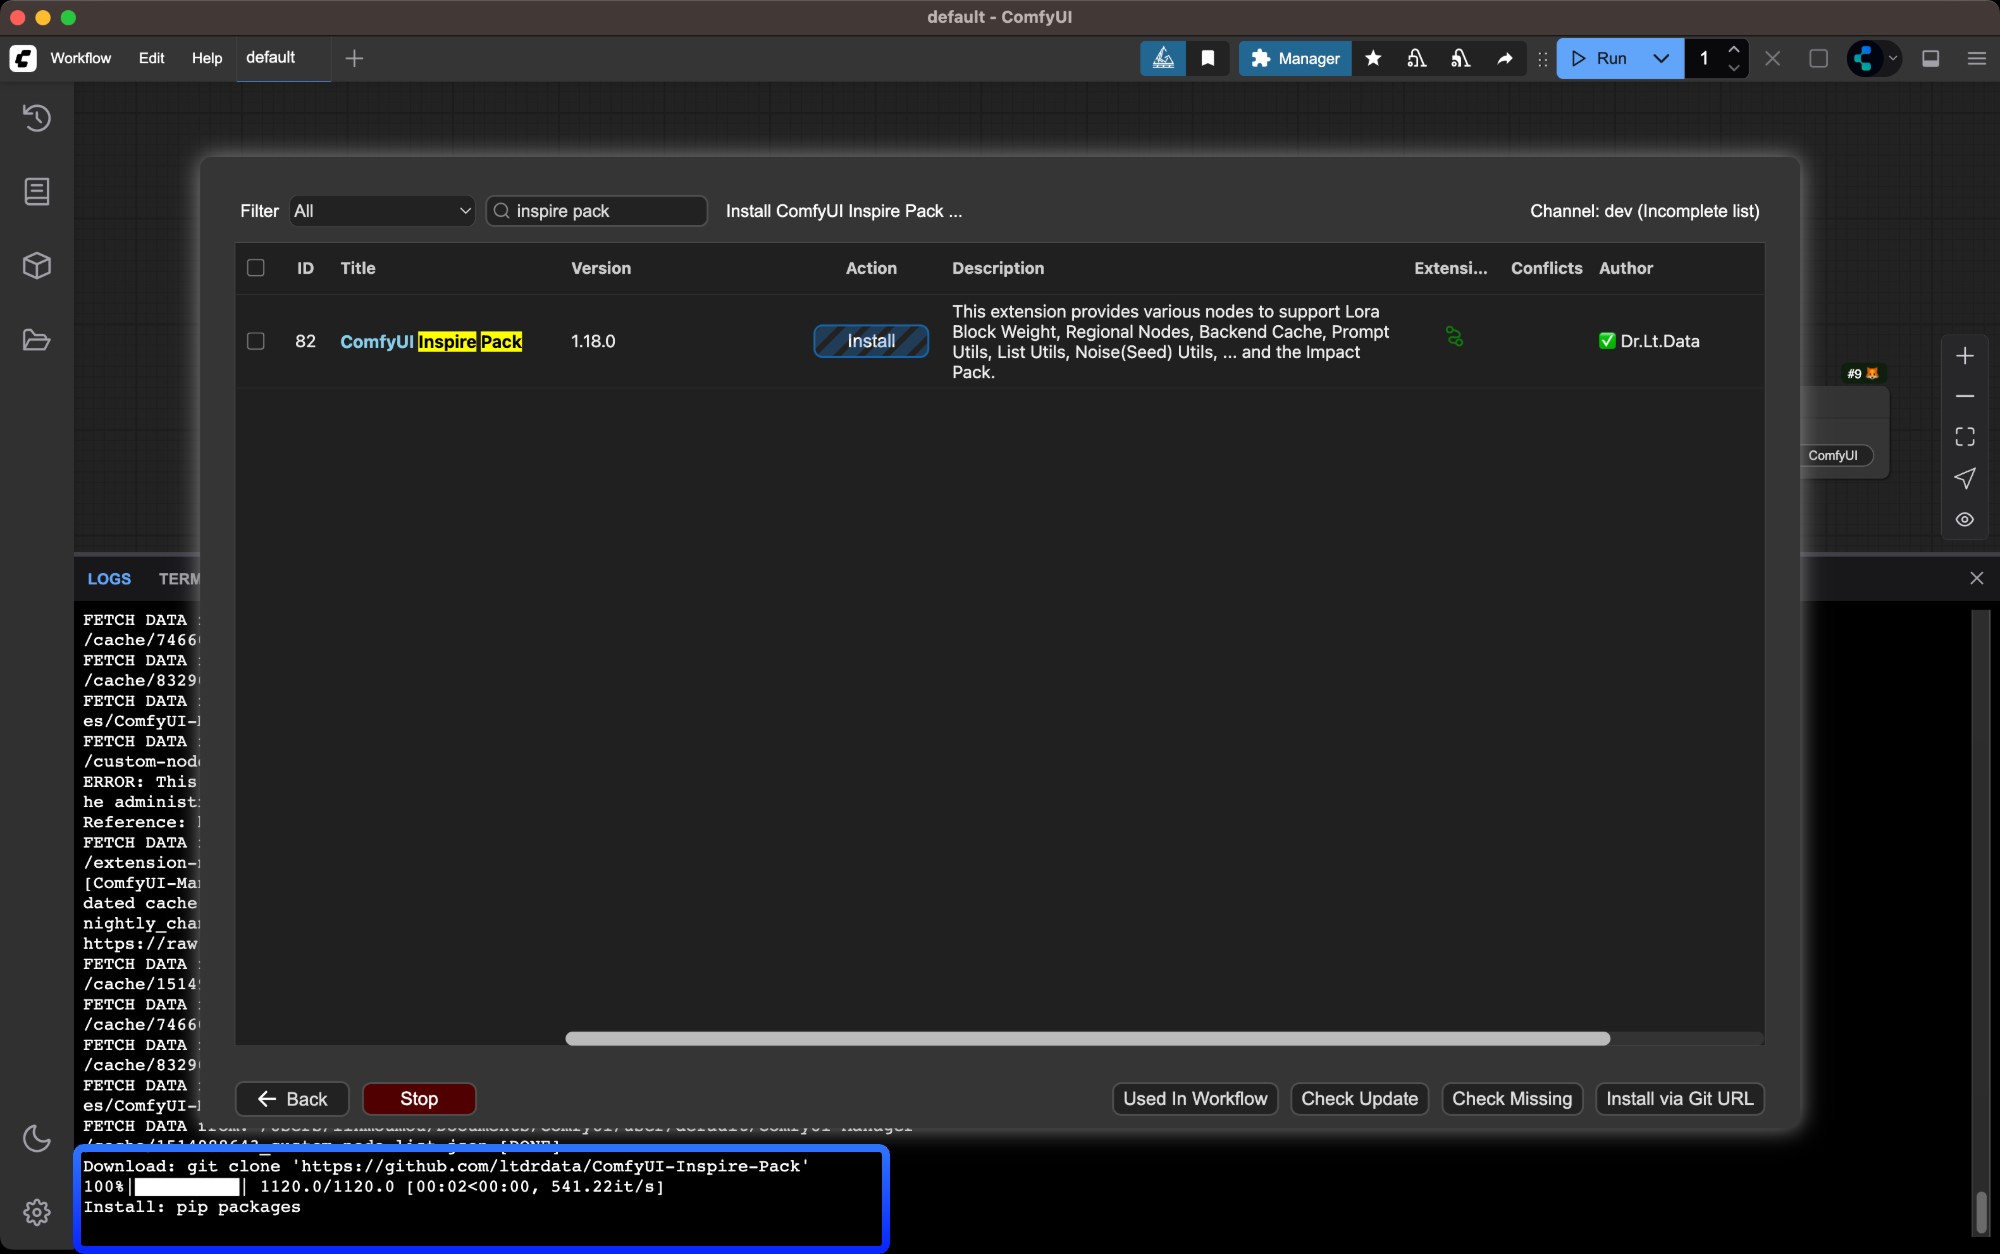 default - ComfyUI
Workflow Edit Help default
Manager Run 1
Filter All inspire pack Install ComfyUI Inspire Pack ... Channel: dev (Incomplete list)
ID Title Version Action Description Extensi... Conflicts Author
82 ComfyUI Inspire Pack 1.18.0 Install
This extension provides various nodes to support Lora
Block Weight, Regional Nodes, Backend Cache, Prompt
Utils, List Utils, Noise(Seed) Utils, ... and the Impact
Pack.
✅ Dr.Lt.Data
#9 🦊
ComfyUI
LOGS TERM
FETCH DATA
/cache/7466
FETCH DATA
/cache/8329
FETCH DATA
es/ComfyUI-
FETCH DATA
/custom-nod
ERROR: This
he administ
Reference:
FETCH DATA
/extension-
[ComfyUI-Ma
dated cache
nightly_cha
https://raw
FETCH DATA
/cache/1514
FETCH DATA
/cache/7466
FETCH DATA
/cache/8329
FETCH DATA
es/ComfyUI-
FETCH DATA
Back Stop Used In Workflow Check Update Check Missing Install via Git URL
Download: git clone 'https://github.com/ltdrdata/ComfyUI-Inspire-Pack'
100%| | 1120.0/1120.0 [00:02<00:00, 541.22it/s]
Install: pip packages